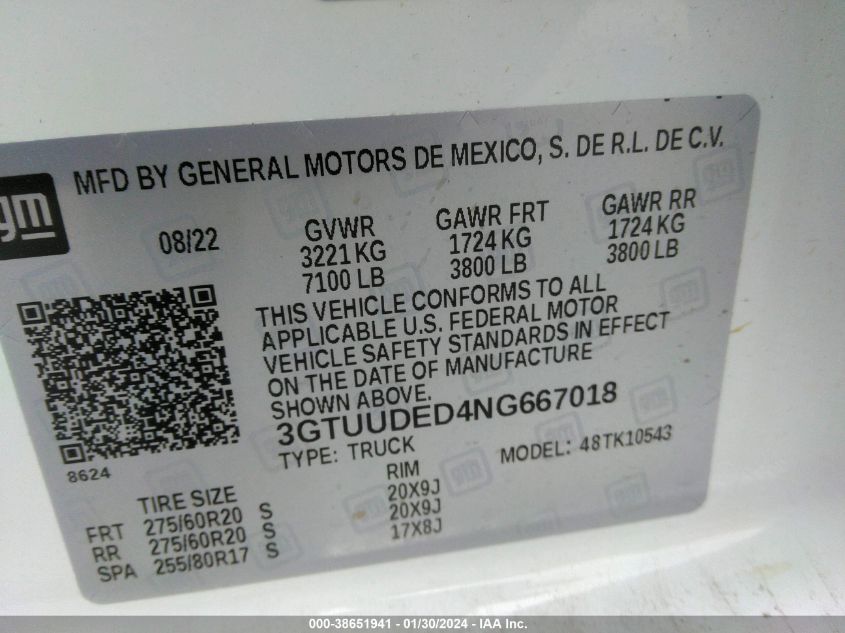 MFD BY GENERAL MOTORS DE MEXICO, S. DE R.L. DE C.V.
gm
08/22
GVWR
3221 KG
7100 LB
GAWR FRT
1724 KG
3800 LB
GAWR RR
1724 KG
3800 LB
THIS VEHICLE CONFORMS TO ALL
APPLICABLE U.S. FEDERAL MOTOR
VEHICLE SAFETY STANDARDS IN EFFECT
ON THE DATE OF MANUFACTURE
SHOWN ABOVE.
3GTUUDED4NG667018
TYPE: TRUCK
MODEL: 48TK10543
8624
TIRE SIZE RIM
FRT 275/60R20 S 20X9J
RR 275/60R20 S 20X9J
SPA 255/80R17 S 17X8J
000-38651941 - 01/30/2024 - IAA Inc.